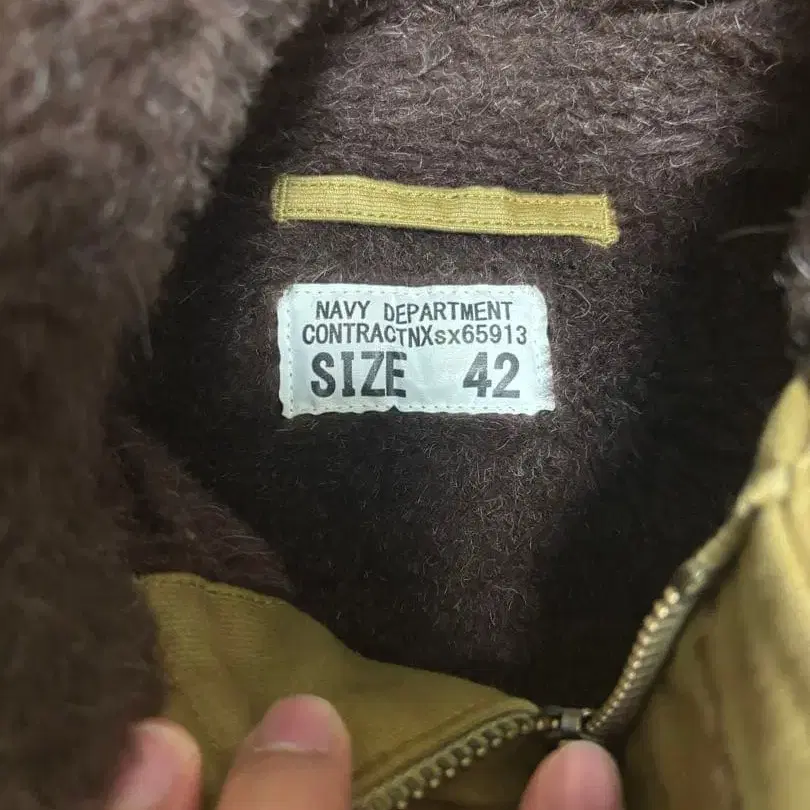 NAVY DEPARTMENT
CONTRACTNXsx65913
SIZE 42